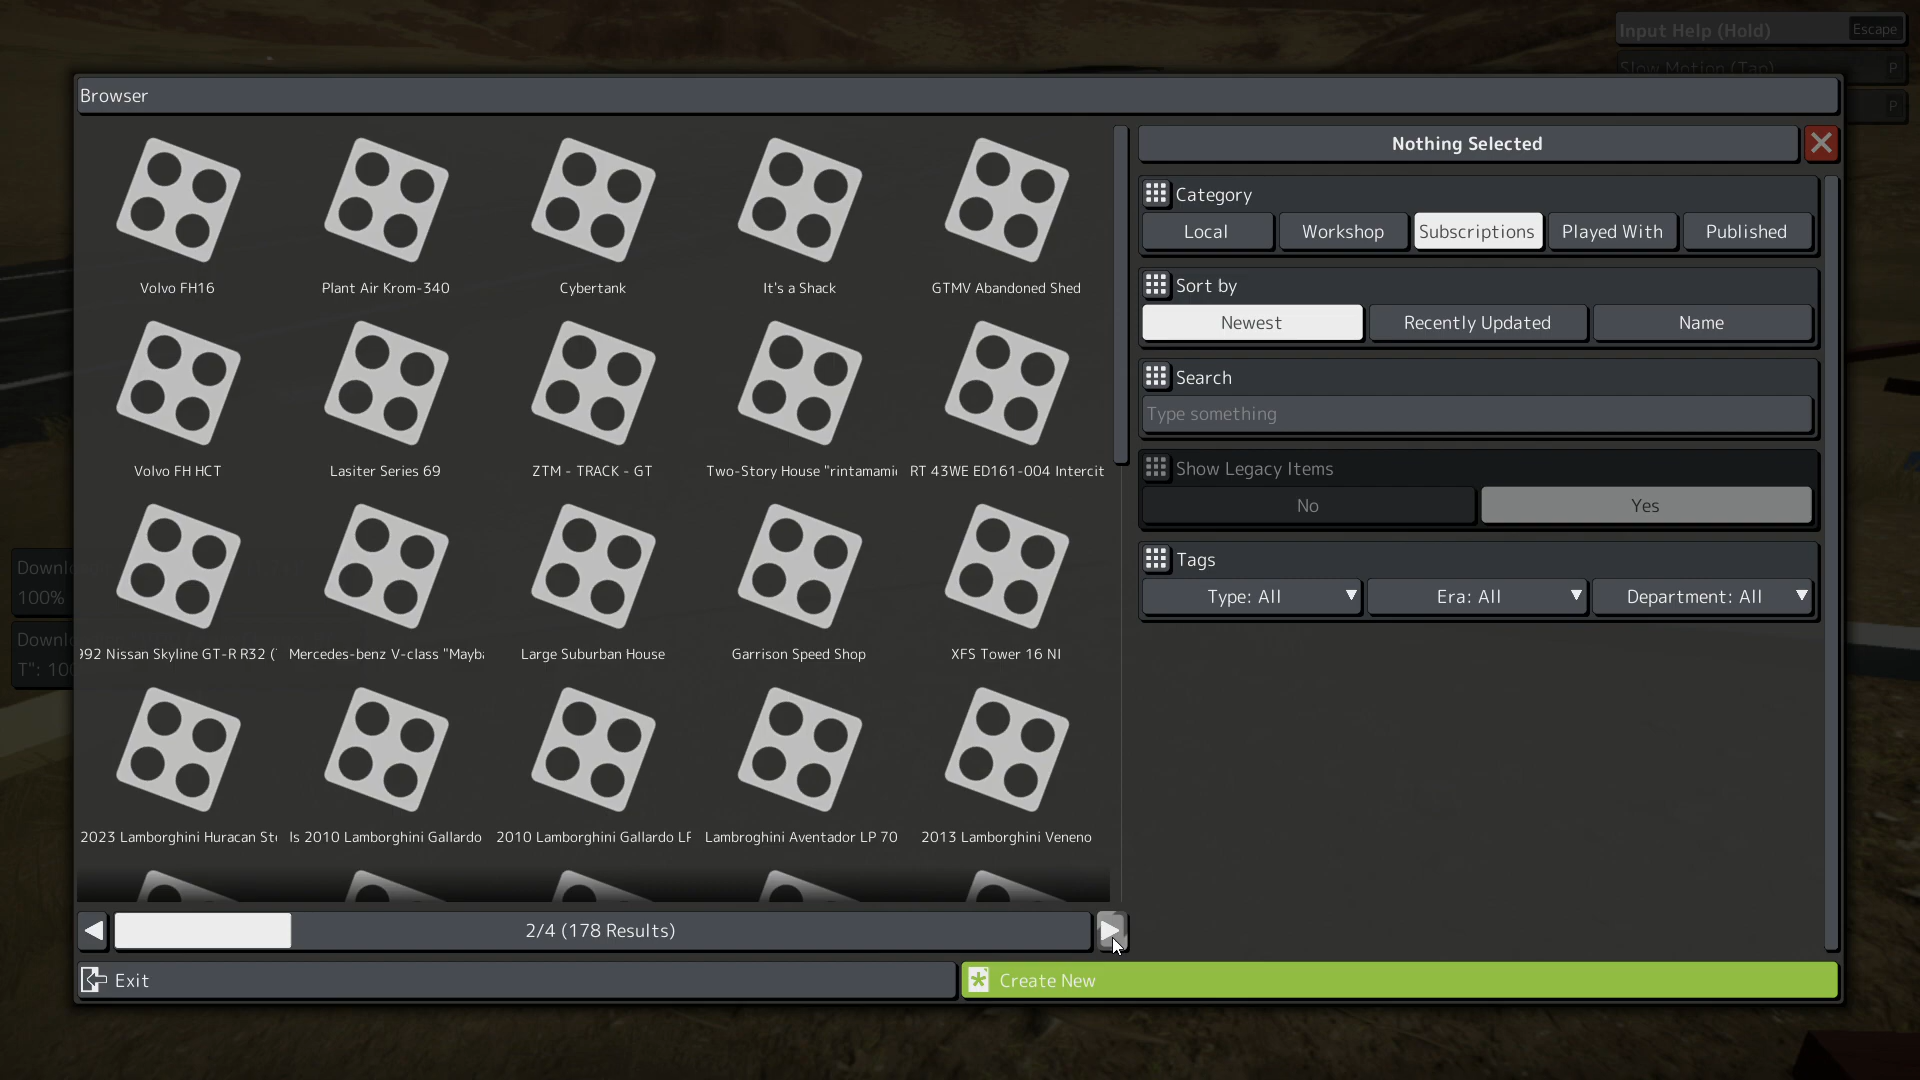 Input Help (Hold)
Escape
Slow Motion (Tap)
P
P
Browser
Nothing Selected
Volvo FH16
Plant Air Krom-340
Cybertank
It's a Shack
GTMV Abandoned Shed
Volvo FH HCT
Lasiter Series 69
ZTM - TRACK - GT
Two-Story House "rintamami
RT 43WE ED161-004 Intercit
992 Nissan Skyline GT-R R32 (
Mercedes-benz V-class "Mayb
Large Suburban House
Garrison Speed Shop
XFS Tower 16 NI
2023 Lamborghini Huracan St
ls 2010 Lamborghini Gallardo
2010 Lamborghini Gallardo LF
Lambroghini Aventador LP 70
2013 Lamborghini Veneno
2/4 (178 Results)
Exit
Create New
Category
Local
Workshop
Subscriptions
Played With
Published
Sort by
Newest
Recently Updated
Name
Search
Type something
Show Legacy Items
No
Yes
Tags
Type: All
Era: All
Department: All
Downl
100%
Downl
T": 10